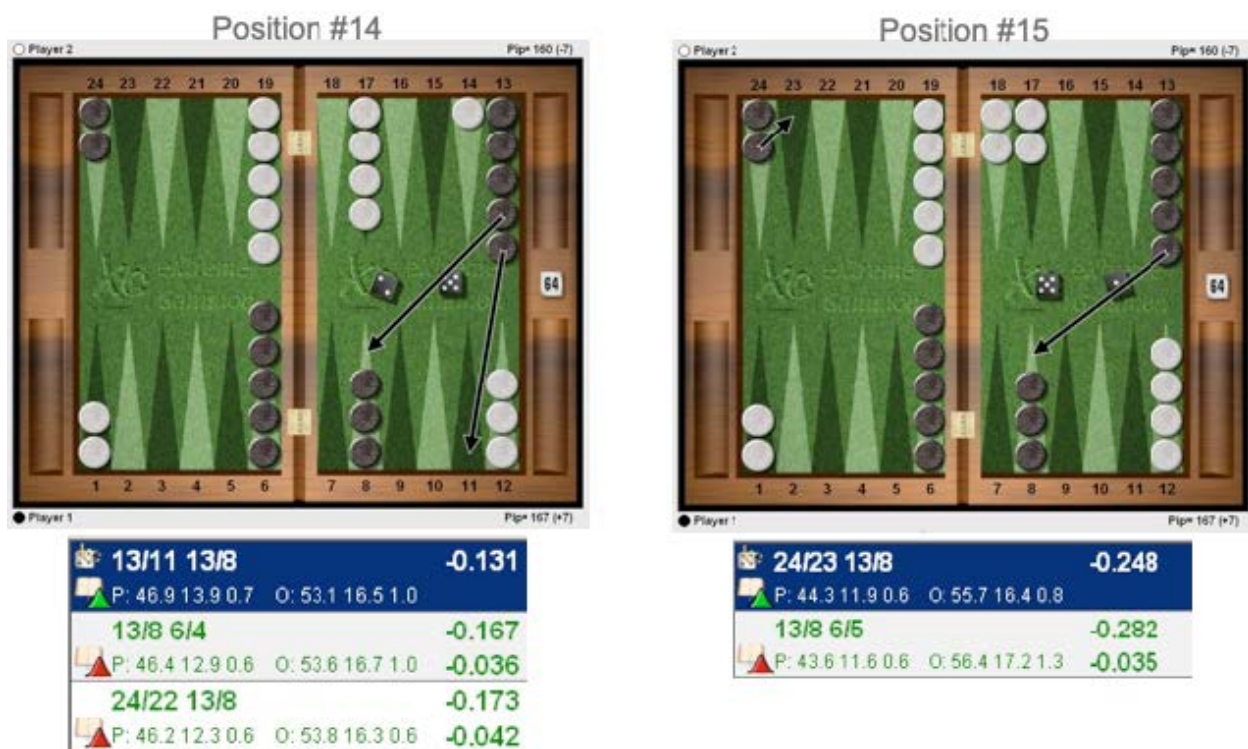 Position #14
Player 2 Pip= 160 (-7)
24 23 22 21 20 19 18 17 16 15 14 13
64
1 2 3 4 5 6 7 8 9 10 11 12
Player 1 Pip= 167 (+7)
13/11 13/8 -0.131
P: 46.9 13.9 0.7 O: 53.1 16.5 1.0
13/8 6/4 -0.167
P: 46.4 12.9 0.6 O: 53.6 16.7 1.0 -0.036
24/22 13/8 -0.173
P: 46.2 12.3 0.6 O: 53.8 16.3 0.6 -0.042
Position #15
Player 2 Pip= 160 (-7)
24 23 22 21 20 19 18 17 16 15 14 13
64
1 2 3 4 5 6 7 8 9 10 11 12
Player 1 Pip= 167 (+7)
24/23 13/8 -0.248
P: 44.3 11.9 0.6 O: 55.7 16.4 0.8
13/8 6/5 -0.282
P: 43.6 11.6 0.6 O: 56.4 17.2 1.3 -0.035